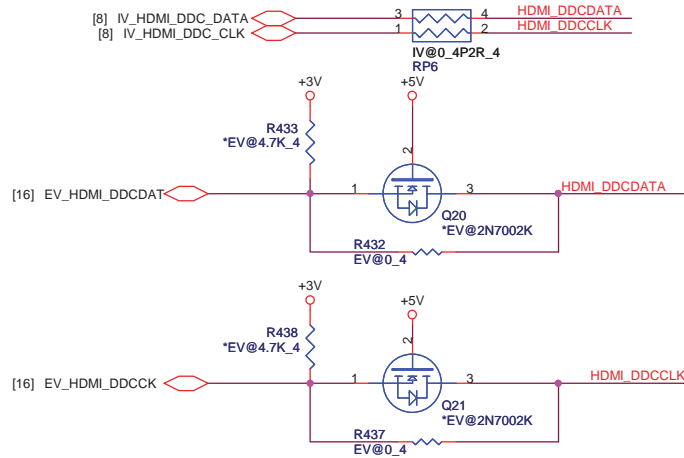 [8] IV_HDMI_DDC_DATA 3 4 HDMI_DDCDATA
[8] IV_HDMI_DDC_CLK 1 2 HDMI_DDCCLK
IV@0_4P2R_4
RP6
+3V +5V
R433
*EV@4.7K_4
2
[16] EV_HDMI_DDCDAT 1 3 HDMI_DDCDATA
Q20
*EV@2N7002K
R432
EV@0_4
+3V +5V
R438
*EV@4.7K_4
2
[16] EV_HDMI_DDCCK 1 3 HDMI_DDCCLK
Q21
*EV@2N7002K
R437
EV@0_4